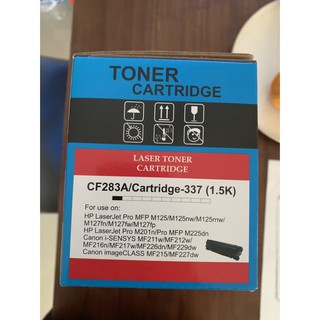 TONER
CARTRIDGE
LASER TONER
CARTRIDGE
CF283A/Cartridge-337 (1.5K)
For use on:
HP LaserJet Pro MFP M125/M125nw/M125rnw/
M127fn/M127fw/M127fp
HP LaserJet Pro M201n/Pro MFP M225dn
Canon i-SENSYS MF211w/MF212w/
MF216n/MF217w/MF226dn/MF229dw
Canon imageCLASS MF215/MF227dw